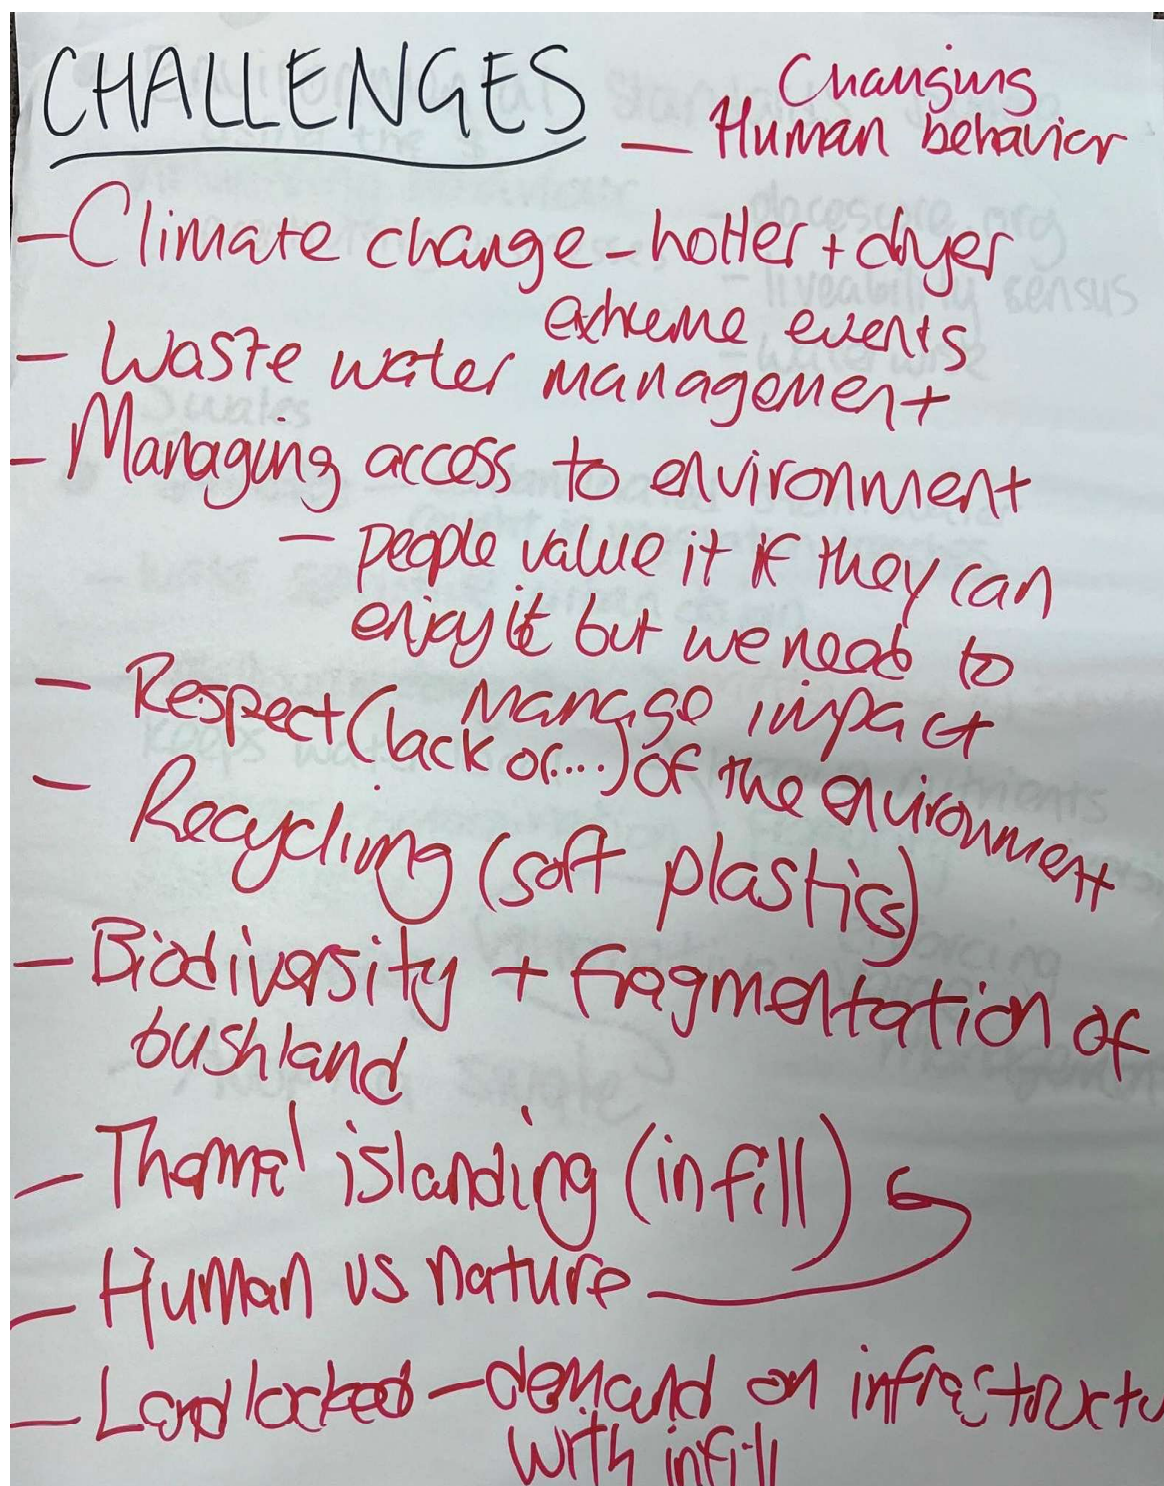 CHALLENGES
Changing
— Human behavior
- Climate change - hotter + dryer
extreme events
- Waste water management
- Managing access to environment
- people value it if they can
enjoy it but we need to
manage impact
- Respect (lack of....) of the environment
- Recycling (soft plastics)
- Biodiversity + fragmentation of
bushland
- Thermal islanding (infill)
- Human vs nature
- Land locked - demand on infrastructu
with infill